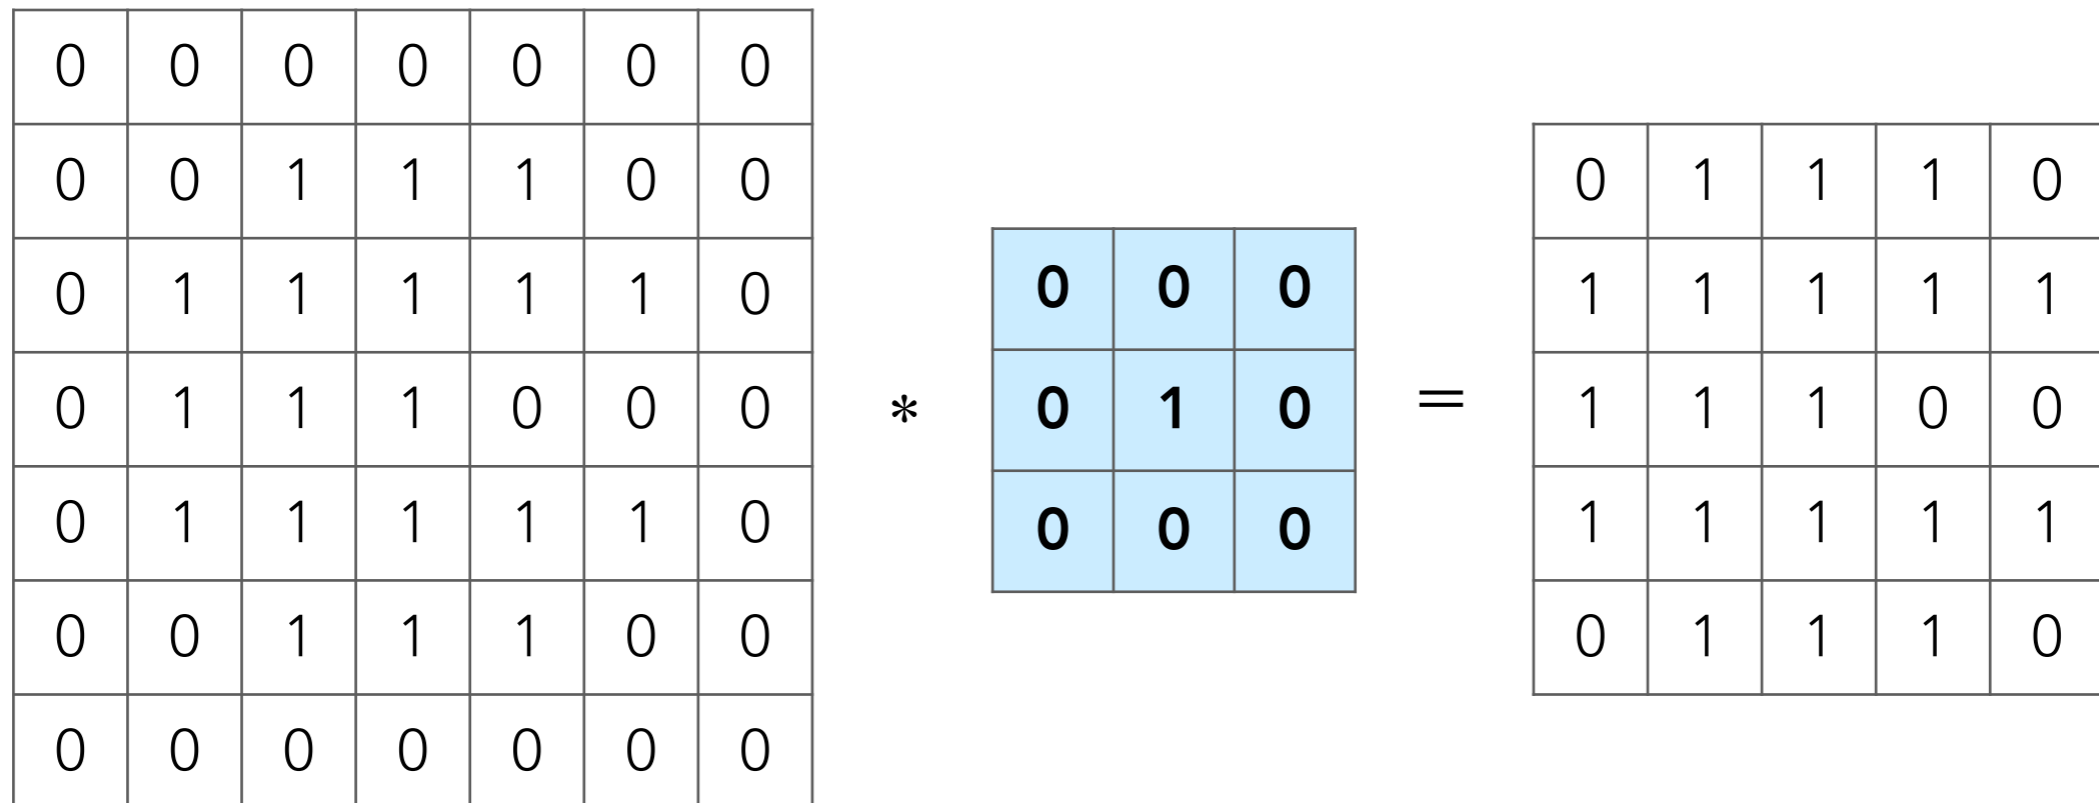 0 0 0 0 0 0 0
0 0 1 1 1 0 0
0 1 1 1 1 1 0
0 1 1 1 0 0 0
0 1 1 1 1 1 0
0 0 1 1 1 0 0
0 0 0 0 0 0 0
*
0 0 0
0 1 0
0 0 0
=
0 1 1 1 0
1 1 1 1 1
1 1 1 0 0
1 1 1 1 1
0 1 1 1 0